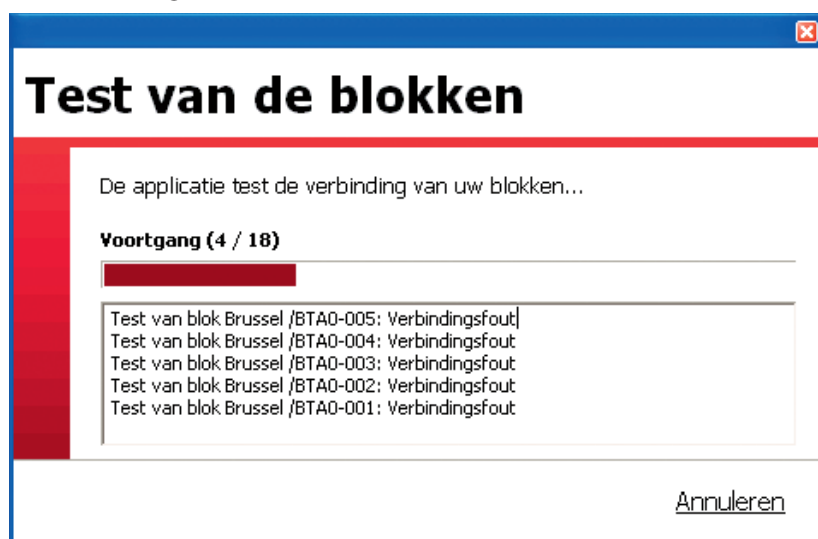 Test van de blokken
De applicatie test de verbinding van uw blokken...
Voortgang (4 / 18)
Test van blok Brussel /BTA0-005: Verbindingsfout
Test van blok Brussel /BTA0-004: Verbindingsfout
Test van blok Brussel /BTA0-003: Verbindingsfout
Test van blok Brussel /BTA0-002: Verbindingsfout
Test van blok Brussel /BTA0-001: Verbindingsfout
Annuleren